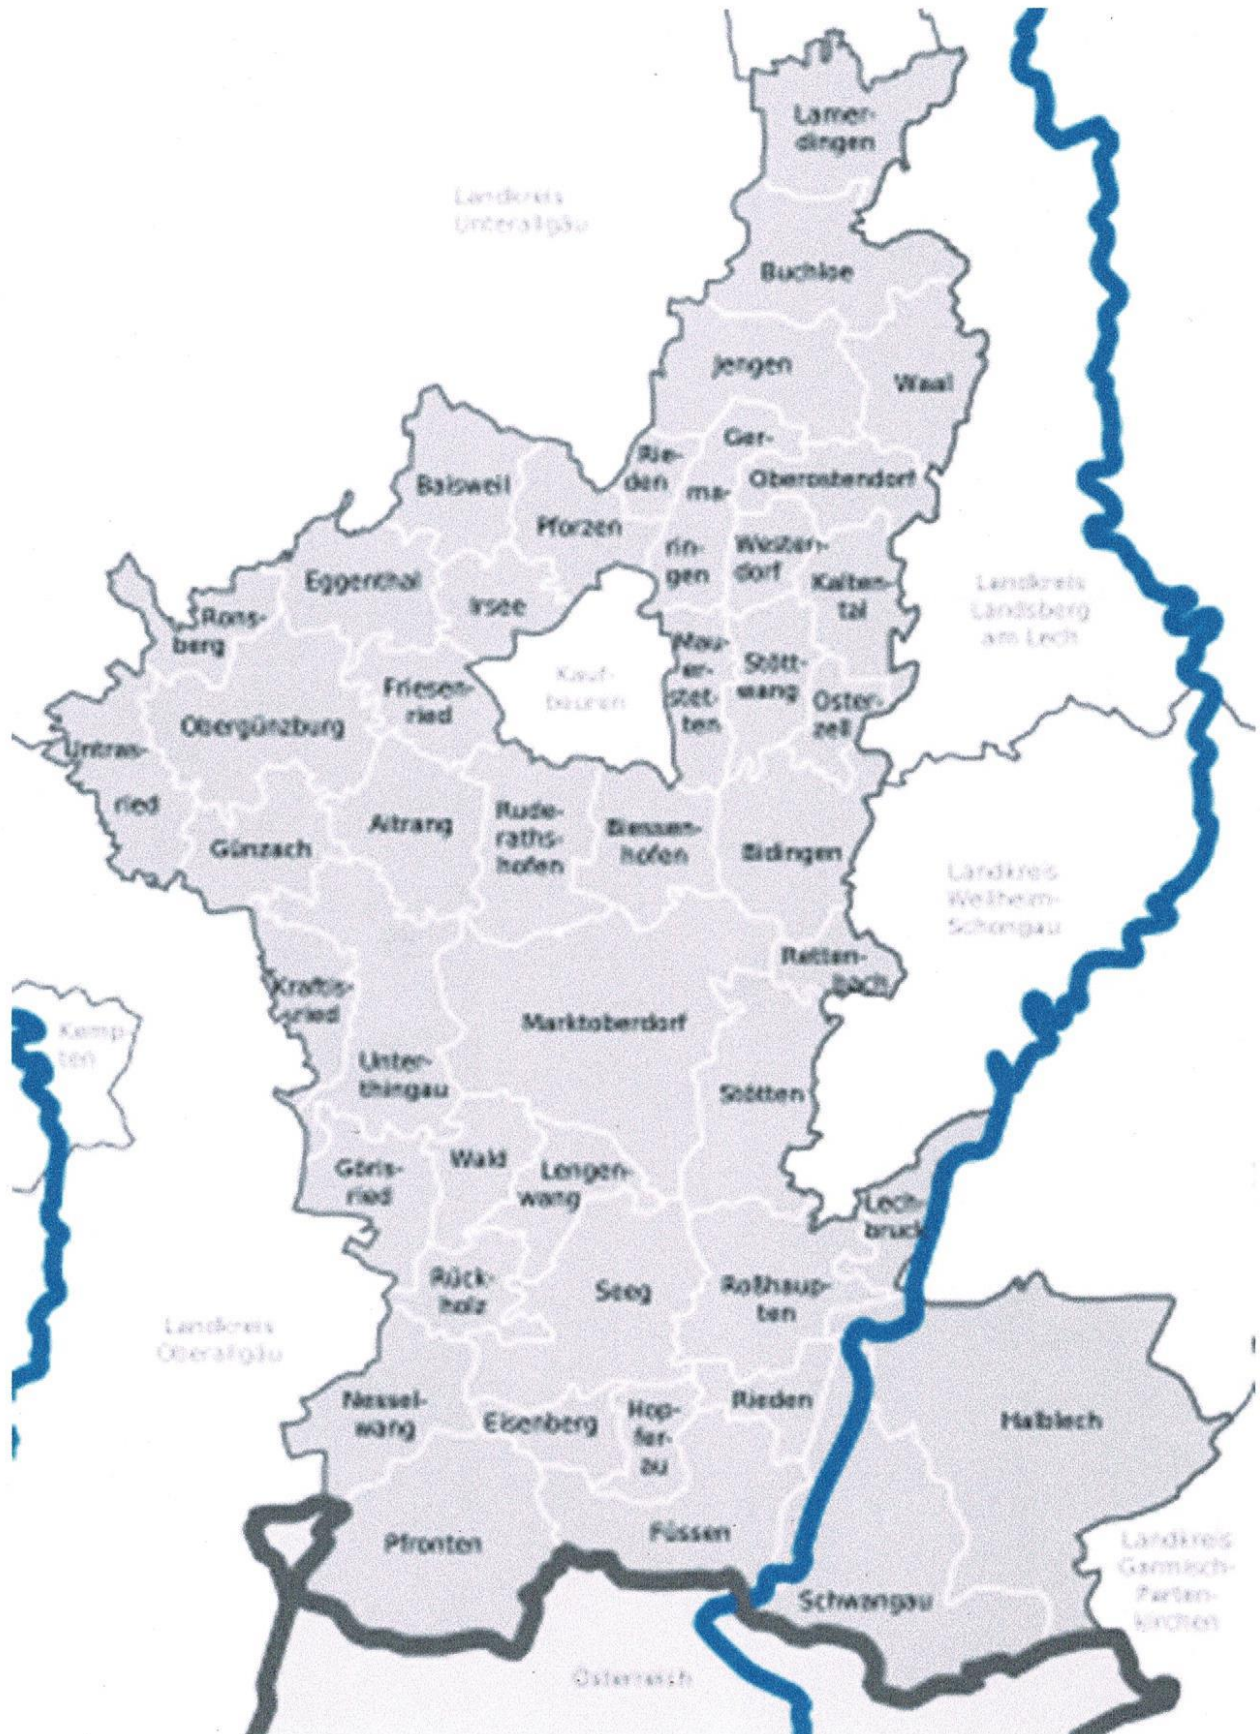 Lamer-
dingen
Landkreis
Unterallgäu
Buchloe
Jengen
Waal
Ger-
ma-
rin-
gen
Rie-
den
Oberostendorf
Baisweil
Pforzen
Westen-
dorf
Kalten-
tal
Eggenthal
Irsee
Landkreis
Landsberg
am Lech
Rons-
berg
Mau-
er-
stet-
ten
Stött-
wang
Kauf-
beuren
Friesen-
ried
Oster-
zell
Obergünzburg
Untras-
ried
Aitrang
Rude-
raths-
hofen
Biessen-
hofen
Bidingen
Günzach
Landkreis
Weilheim-
Schongau
Retten-
bach
Kraftis-
ried
Marktoberdorf
Kemp-
ten
Unter-
thingau
Stötten
Wald
Lengen-
wang
Göris-
ried
Lech-
bruck
Rück-
holz
Seeg
Roßhaup-
ten
Landkreis
Oberallgäu
Nessel-
wang
Eisenberg
Hop-
fer-
au
Rieden
Halblech
Pfronten
Füssen
Landkreis
Garmisch-
Parten-
kirchen
Schwangau
Österreich